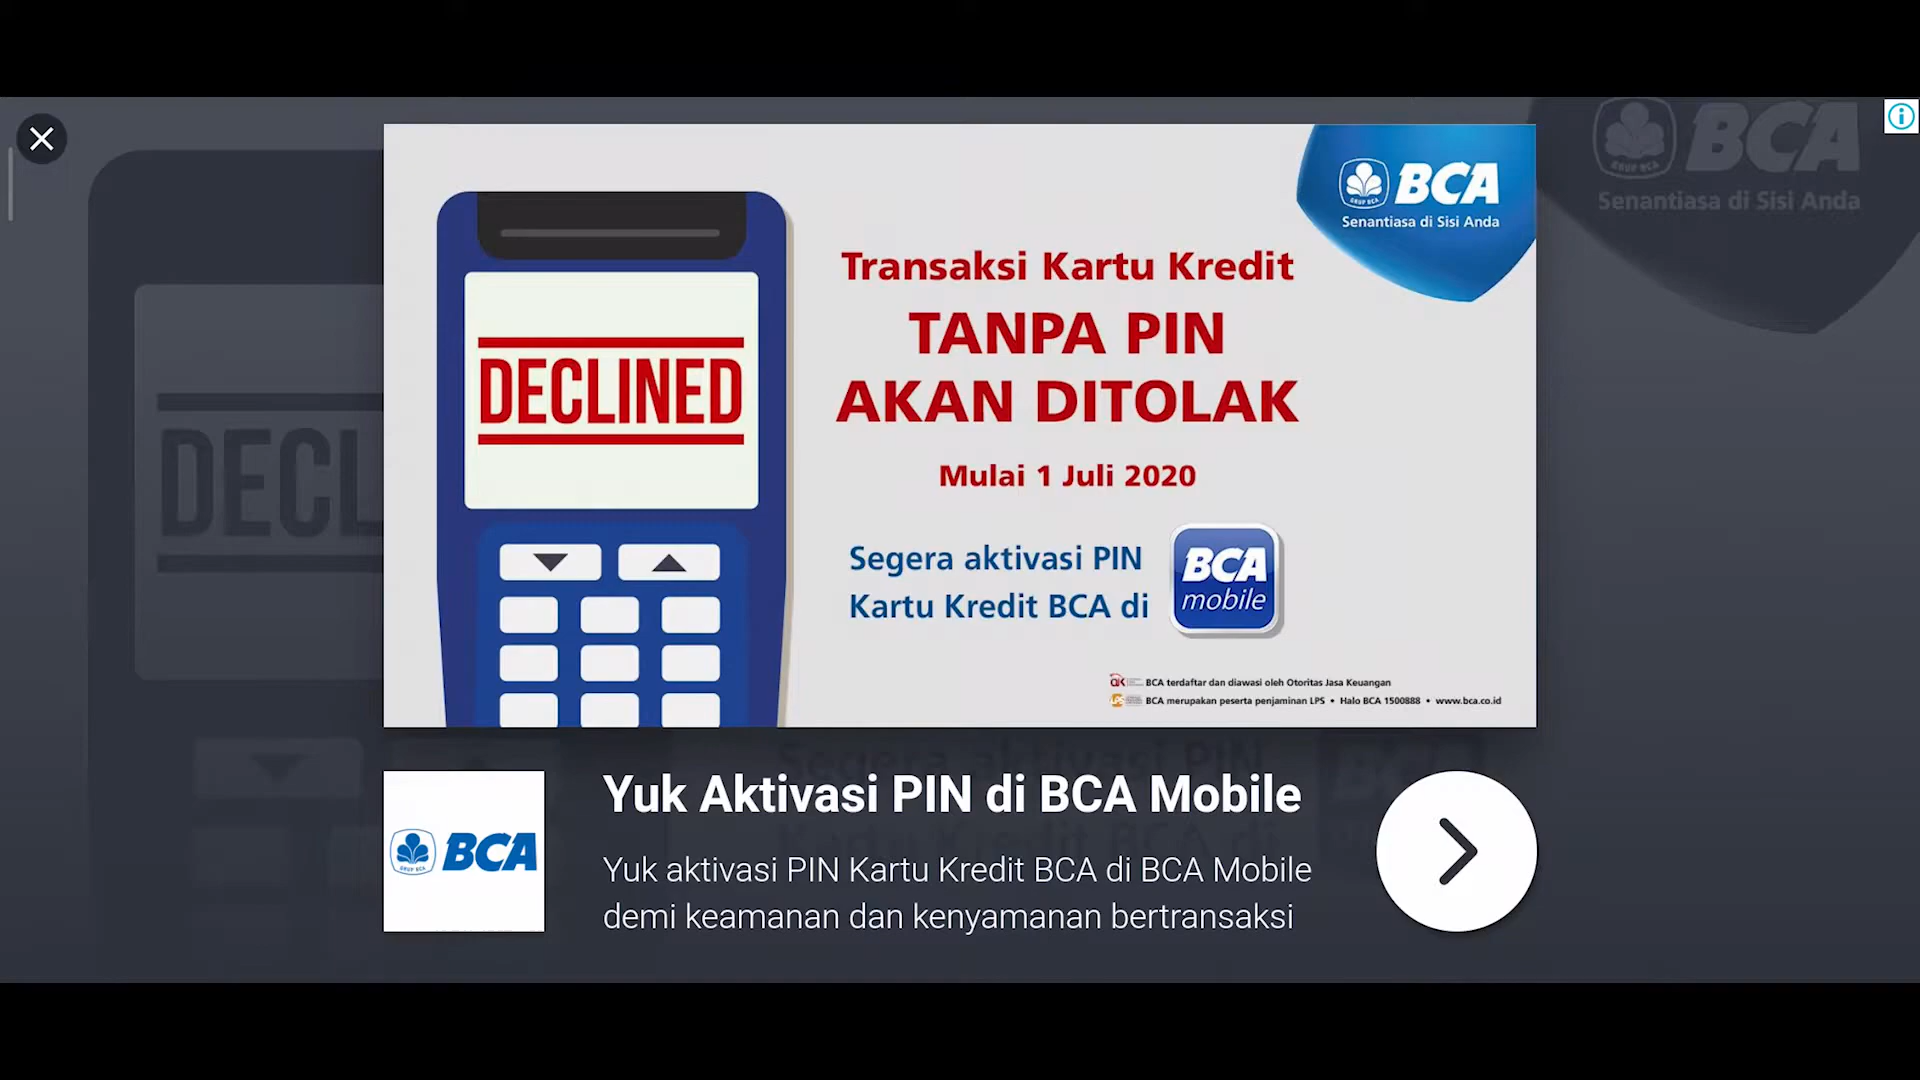 BCA
Senantiasa di Sisi Anda
BCA
Senantiasa di Sisi Anda
DECLINED
Transaksi Kartu Kredit
TANPA PIN
AKAN DITOLAK
Mulai 1 Juli 2020
Segera aktivasi PIN
Kartu Kredit BCA di
BCA
mobile
BCA terdaftar dan diawasi oleh Otoritas Jasa Keuangan
BCA merupakan peserta penjaminan LPS • Halo BCA 1500888 • www.bca.co.id
BCA
Yuk Aktivasi PIN di BCA Mobile
Yuk aktivasi PIN Kartu Kredit BCA di BCA Mobile
demi keamanan dan kenyamanan bertransaksi